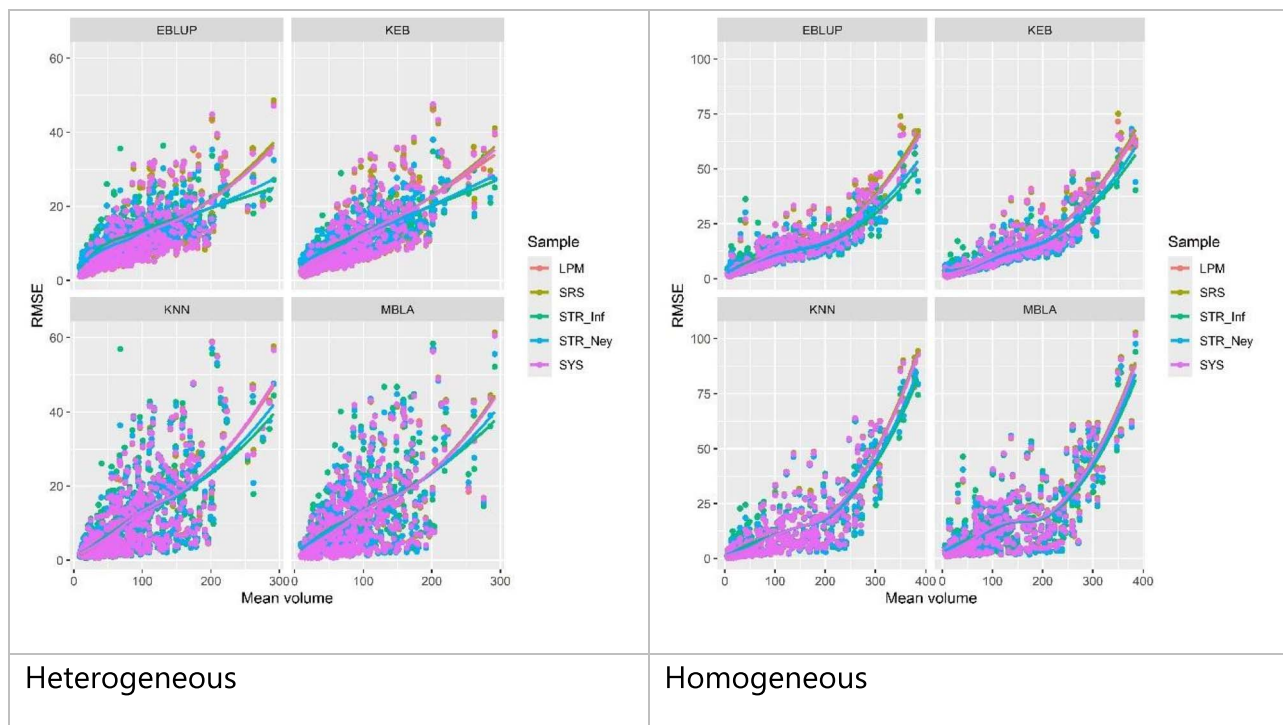 EBLUP
KEB
60
40
20
0
KNN
MBLA
60
40
20
0
0
100
200
300
0
100
200
300
RMSE
Mean volume
Sample
LPM
SRS
STR_Inf
STR_Ney
SYS
EBLUP
KEB
100
75
50
25
0
KNN
MBLA
100
75
50
25
0
0
100
200
300
400
0
100
200
300
400
RMSE
Mean volume
Sample
LPM
SRS
STR_Inf
STR_Ney
SYS
Heterogeneous
Homogeneous